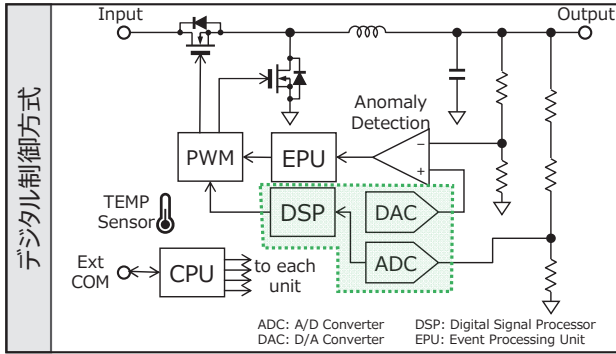 デジタル制御方式
Input
Output
Anomaly
Detection
−
+
PWM
EPU
TEMP
Sensor
DSP
DAC
ADC
Ext
COM
CPU
to each
unit
ADC: A/D Converter
DSP: Digital Signal Processor
DAC: D/A Converter
EPU: Event Processing Unit